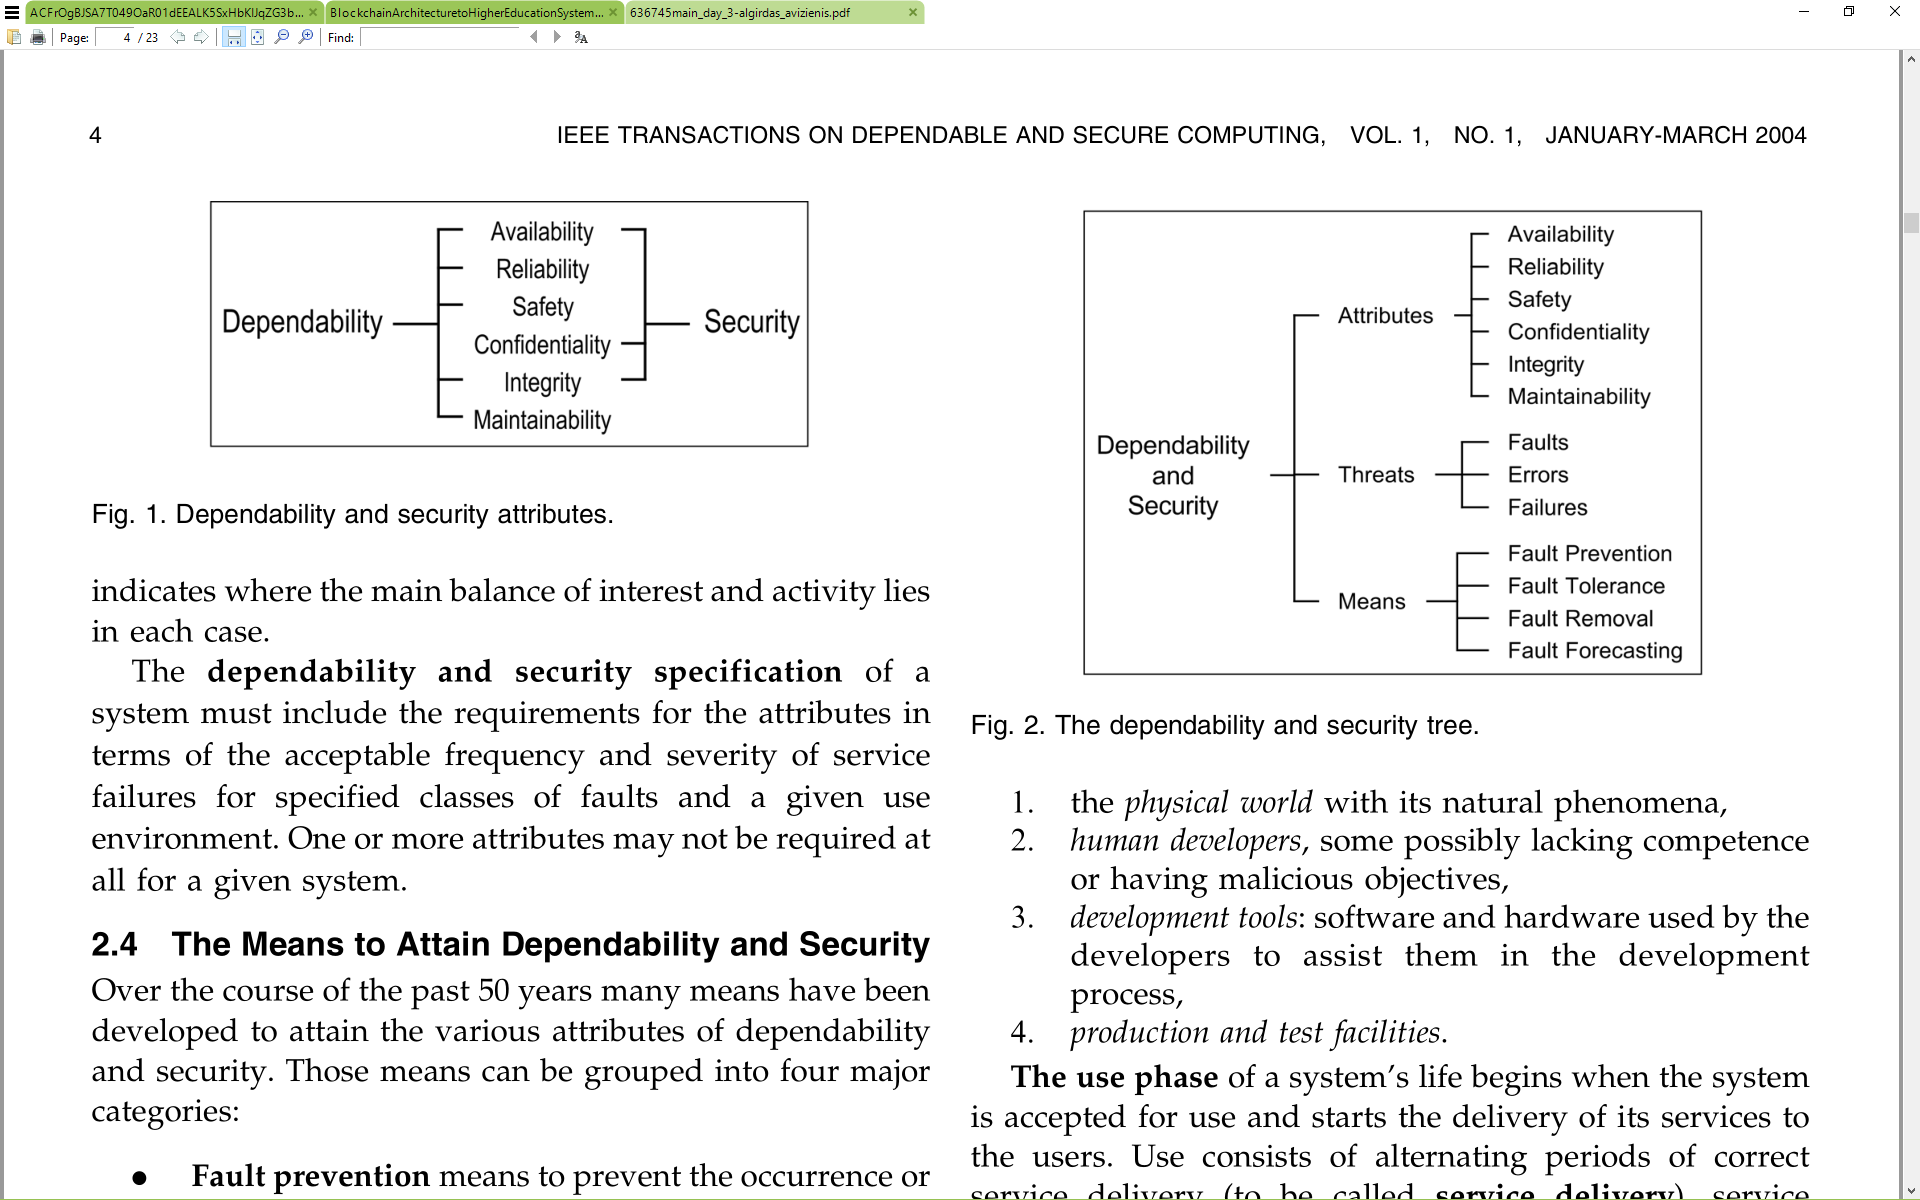 ACFrOgBJSA7T049OaR01dEEALK5SxHbKlJqZG3b...
BlockchainArchitecturetoHigherEducationSystem...
636745main_day_3-algirdas_avizienis.pdf
Page: 4 / 23 Find:
4 IEEE TRANSACTIONS ON DEPENDABLE AND SECURE COMPUTING, VOL. 1, NO. 1, JANUARY-MARCH 2004
Availability
Reliability
Safety
Dependability
Security
Confidentiality
Integrity
Maintainability
Fig. 1. Dependability and security attributes.
indicates where the main balance of interest and activity lies
in each case.
The dependability and security specification of a
system must include the requirements for the attributes in
terms of the acceptable frequency and severity of service
failures for specified classes of faults and a given use
environment. One or more attributes may not be required at
all for a given system.
2.4 The Means to Attain Dependability and Security
Over the course of the past 50 years many means have been
developed to attain the various attributes of dependability
and security. Those means can be grouped into four major
categories:
● Fault prevention means to prevent the occurrence or
Dependability
and
Security
Attributes
Availability
Reliability
Safety
Confidentiality
Integrity
Maintainability
Threats
Faults
Errors
Failures
Means
Fault Prevention
Fault Tolerance
Fault Removal
Fault Forecasting
Fig. 2. The dependability and security tree.
1. the physical world with its natural phenomena,
2. human developers, some possibly lacking competence
or having malicious objectives,
3. development tools: software and hardware used by the
developers to assist them in the development
process,
4. production and test facilities.
The use phase of a system's life begins when the system
is accepted for use and starts the delivery of its services to
the users. Use consists of alternating periods of correct
service delivery (to be called service delivery), service